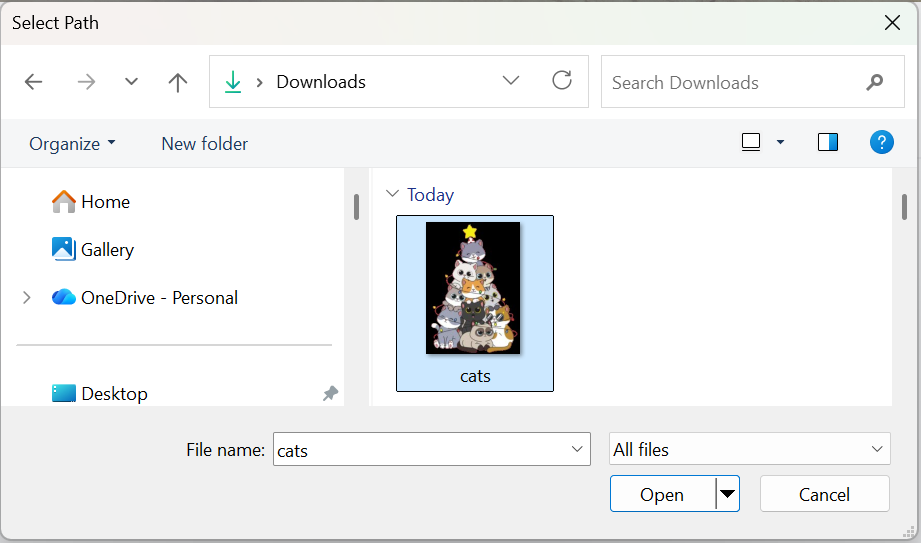 Select Path
Downloads
Search Downloads
Organize
New folder
?
Home
Gallery
OneDrive - Personal
Desktop
Today
cats
File name:
cats
All files
Open
Cancel